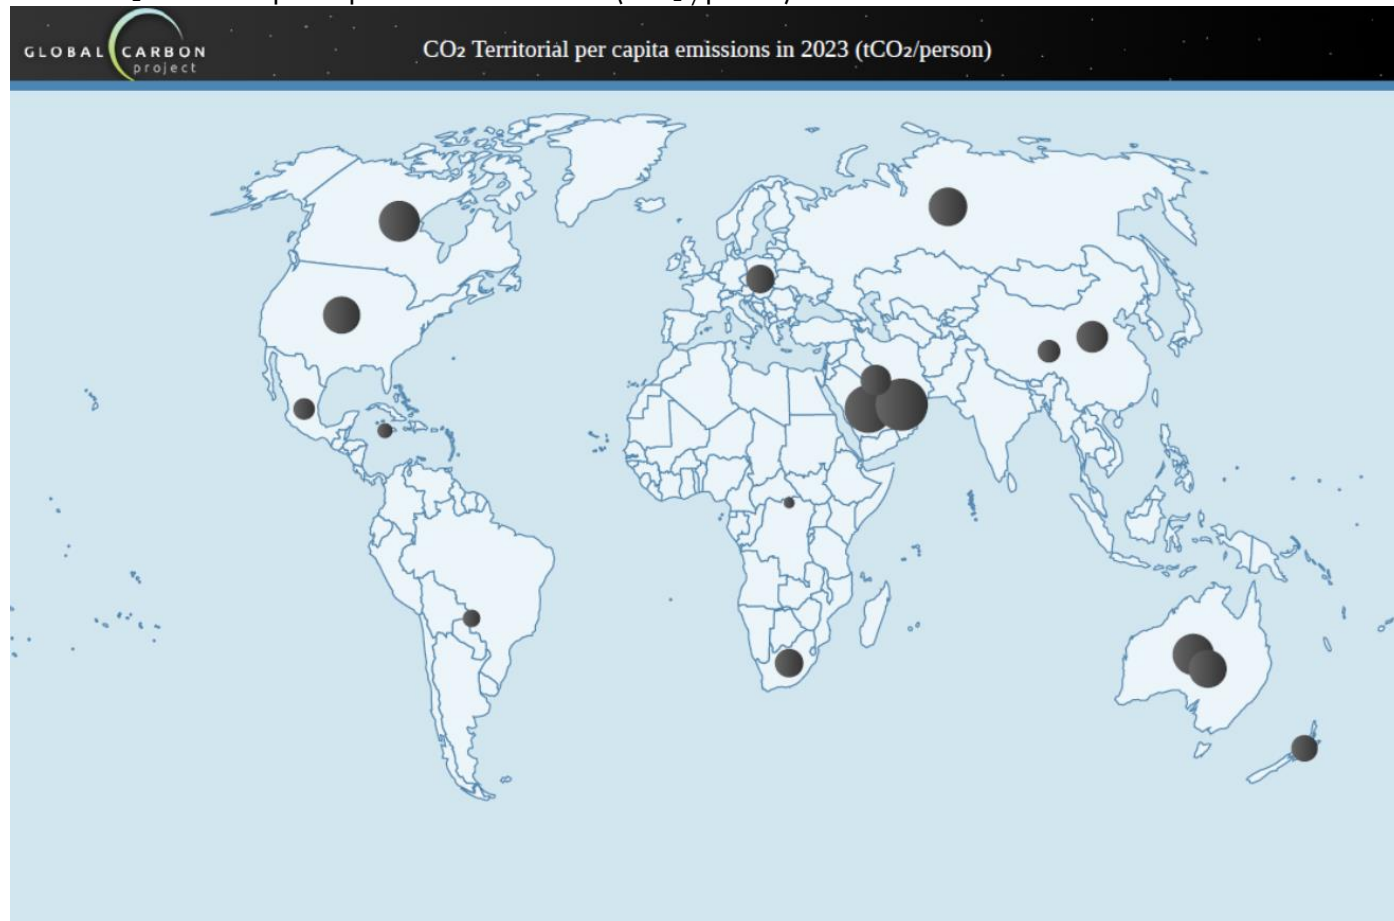 GLOBAL CARBON
project
CO₂ Territorial per capita emissions in 2023 (tCO₂/person)